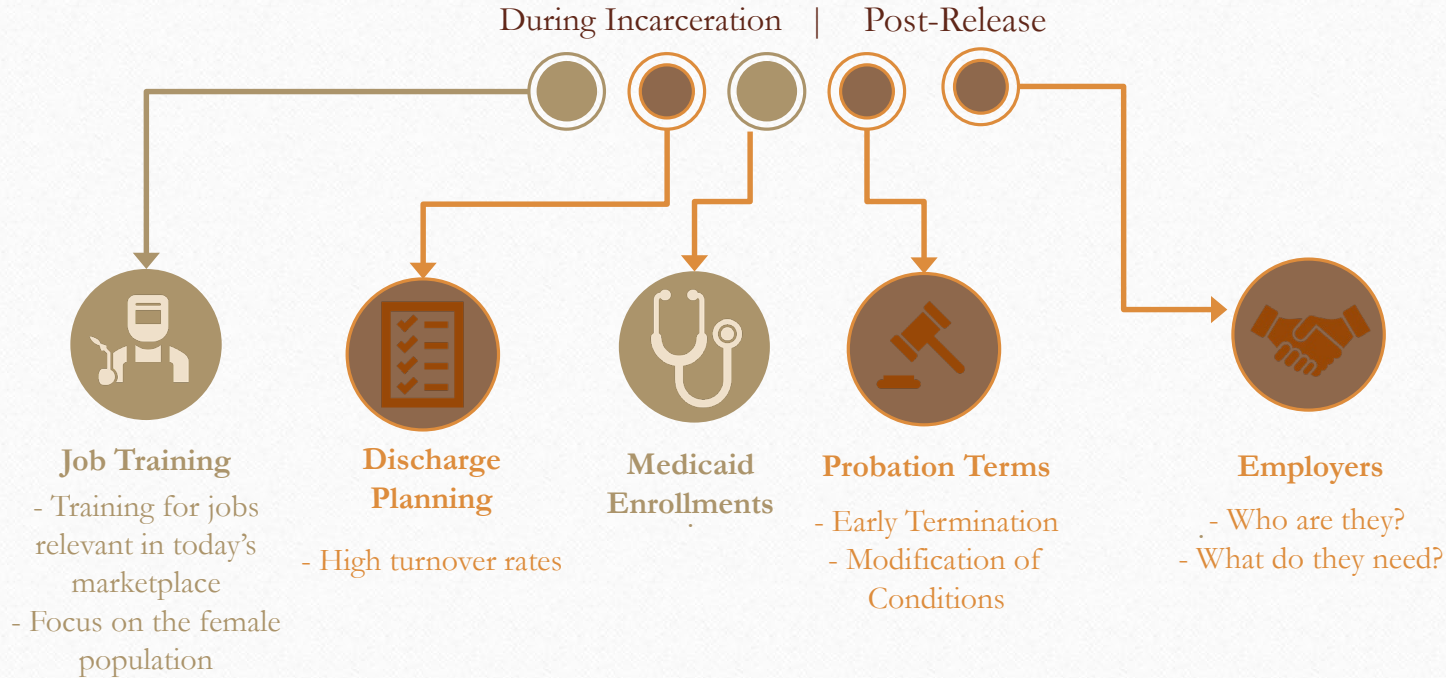 During Incarceration | Post-Release
Job Training
- Training for jobs
relevant in today's
marketplace
- Focus on the female
population
Discharge
Planning
- High turnover rates
Medicaid
Enrollments
.
Probation Terms
- Early Termination
- Modification of
Conditions
Employers
- Who are they?
.
- What do they need?